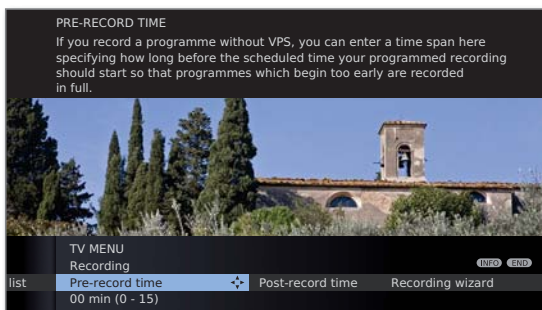 PRE-RECORD TIME
If you record a programme without VPS, you can enter a time span here
specifying how long before the scheduled time your programmed recording
should start so that programmes which begin too early are recorded
in full.
TV MENU
Recording
INFO END
list Pre-record time Post-record time Recording wizard
00 min (0 - 15)